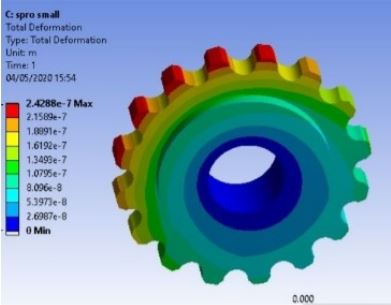 C: spro small
Total Deformation
Type: Total Deformation
Unit: m
Time: 1
04/05/2020 15:54
2.4288e-7 Max
2.1589e-7
1.8891e-7
1.6192e-7
1.3493e-7
1.0795e-7
8.096e-8
5.3973e-8
2.6987e-8
0 Min
0.000